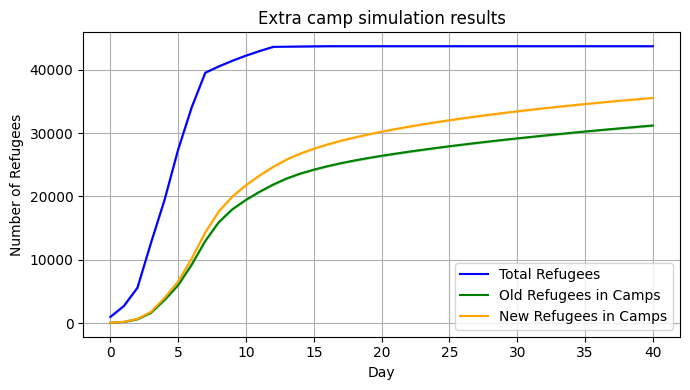 Extra camp simulation results
Number of Refugees
40000
30000
20000
10000
0
Total Refugees
Old Refugees in Camps
New Refugees in Camps
0 5 10 15 20 25 30 35 40
Day